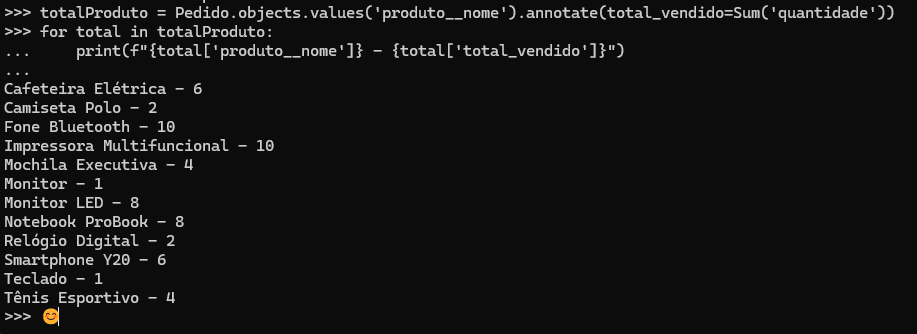 >>> totalProduto = Pedido.objects.values('produto__nome').annotate(total_vendido=Sum('quantidade'))
>>> for total in totalProduto:
...     print(f"{total['produto__nome']} - {total['total_vendido']}")
...
Cafeteira Elétrica - 6
Camiseta Polo - 2
Fone Bluetooth - 10
Impressora Multifuncional - 10
Mochila Executiva - 4
Monitor - 1
Monitor LED - 8
Notebook ProBook - 8
Relógio Digital - 2
Smartphone Y20 - 6
Teclado - 1
Tênis Esportivo - 4
>>> 😊